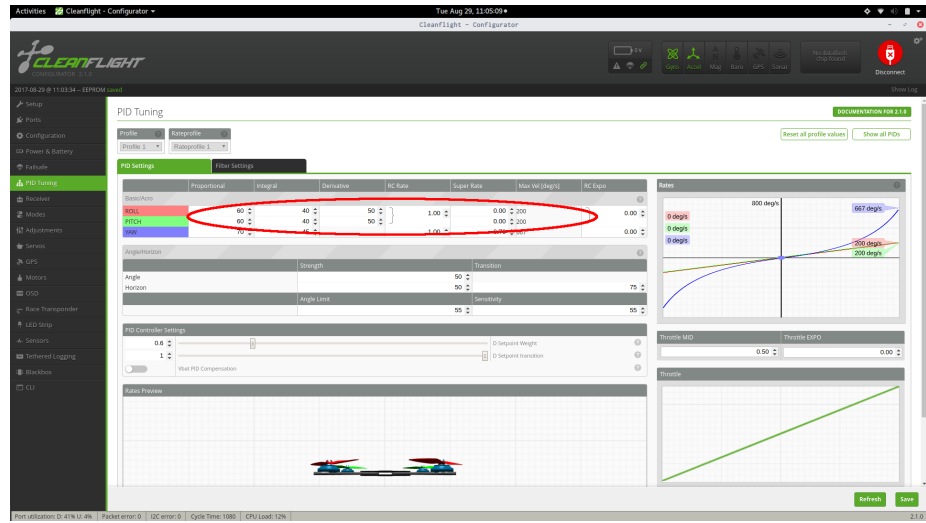 Activities Cleanflight - Configurator Tue Aug 29, 11:05:09
Cleanflight - Configurator
CLEANFLIGHT
CONFIGURATOR 2.1.0
0 V
Gyro Accel Mag Baro GPS Sonar
No dataflash
chip found
Disconnect
2017-08-29 @ 11:03:34 -- EEPROM saved
Show Log
Setup
Ports
Configuration
Power & Battery
Failsafe
PID Tuning
Receiver
Modes
Adjustments
Servos
GPS
Motors
OSD
Race Transponder
LED Strip
Sensors
Tethered Logging
Blackbox
CLI
PID Tuning
DOCUMENTATION FOR 2.1.0
Profile Rateprofile
Profile 1 Rateprofile 1
Reset all profile values Show all PIDs
PID Settings Filter Settings
Proportional Integral Derivative RC Rate Super Rate Max Vel [deg/s] RC Expo
Basic/Acro
ROLL 60 40 50 1.00 0.00 200 0.00
PITCH 60 40 50 0.00 200
YAW 70 45 1.00 0.70 667 0.00
Angle/Horizon
Strength Transition
Angle 50
Horizon 50 75
Angle Limit Sensitivity
55 55
PID Controller Settings
0.6 D Setpoint Weight
1 D Setpoint transition
Vbat PID Compensation
Rates Preview
Rates
800 deg/s
667 deg/s
0 deg/s
0 deg/s
0 deg/s
200 deg/s
200 deg/s
Throttle MID Throttle EXPO
0.50 0.00
Throttle
Refresh Save
Port utilization: D: 41% U: 4% Packet error: 0 I2C error: 0 Cycle Time: 1080 CPU Load: 12% 2.1.0